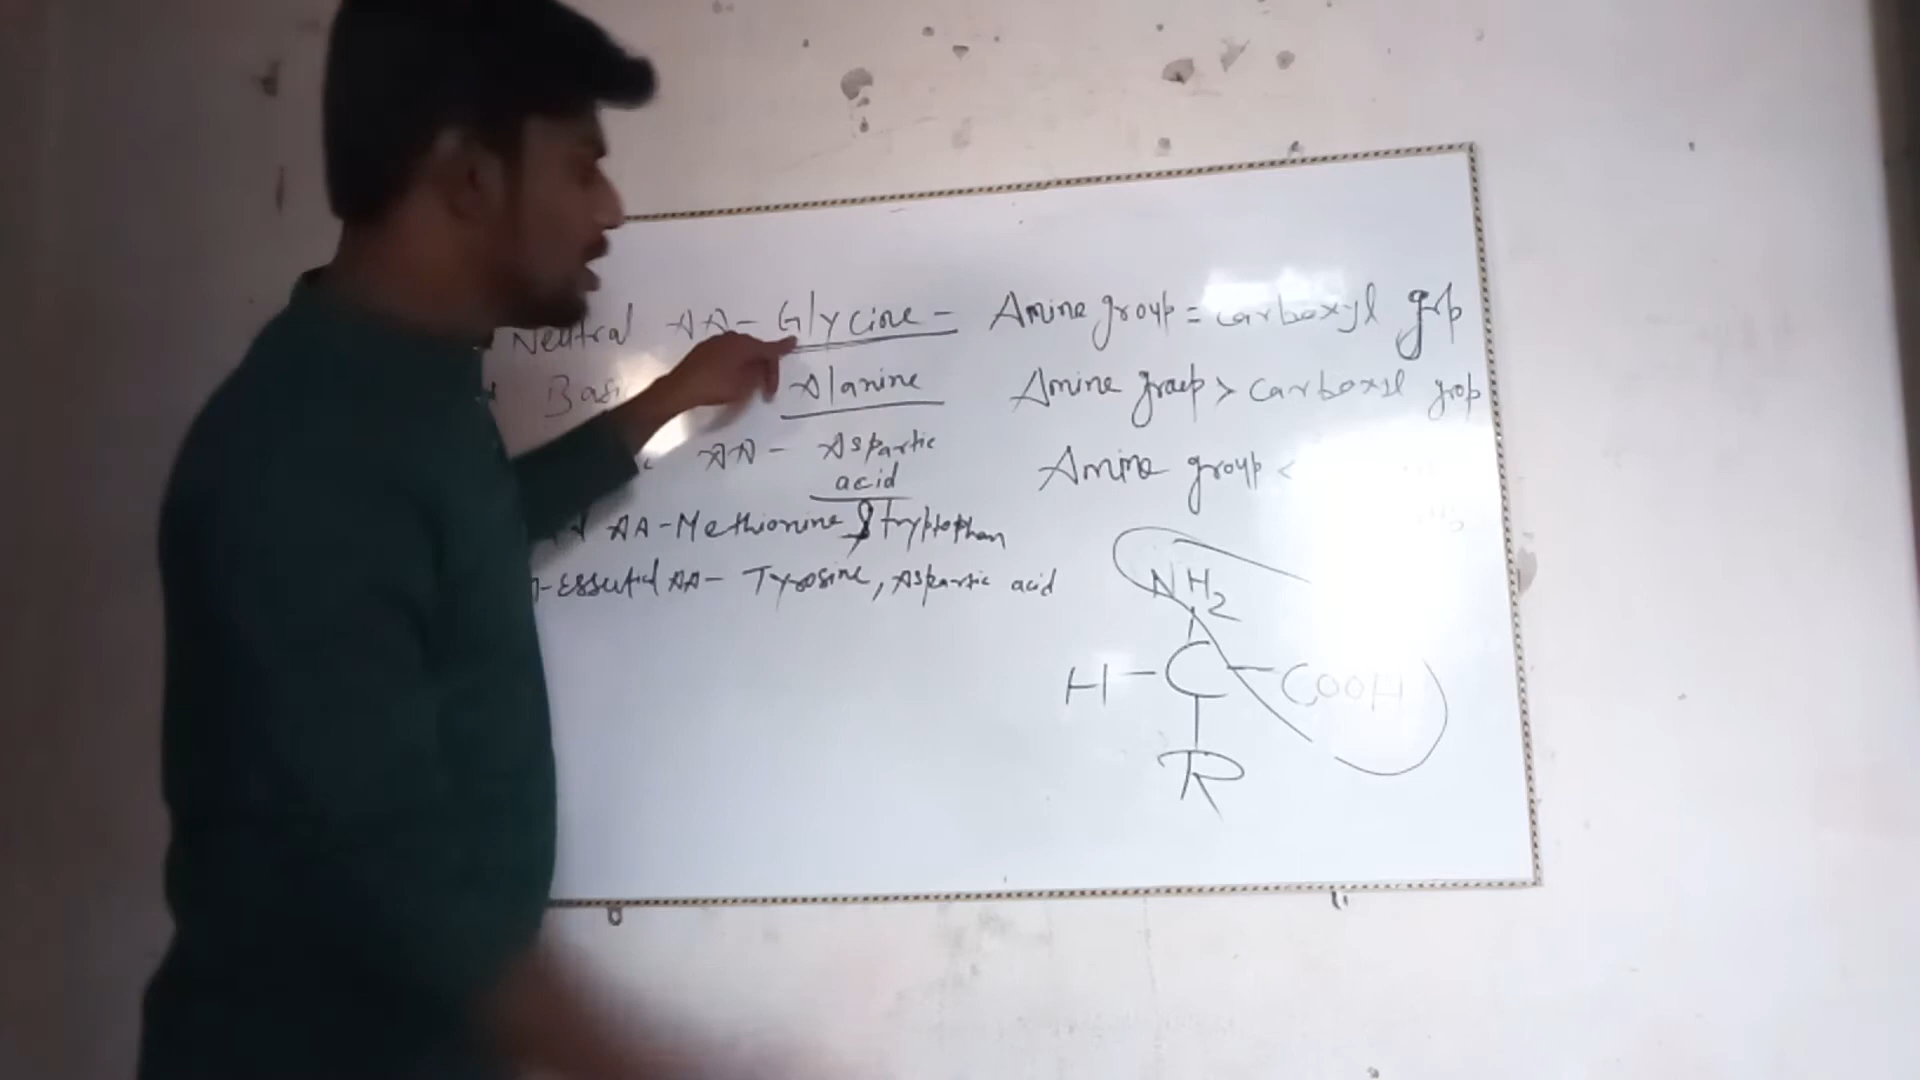 Neutral AA- Glycine - Amine group = carboxyl grp
Basi Alanine Amine group > carboxyl grop
c AA - Aspartic acid Amine group <
AA-Methionine & tryptophan
-Essential AA- Tyrosine, Aspartic acid
NH2
H-C-COOH
R